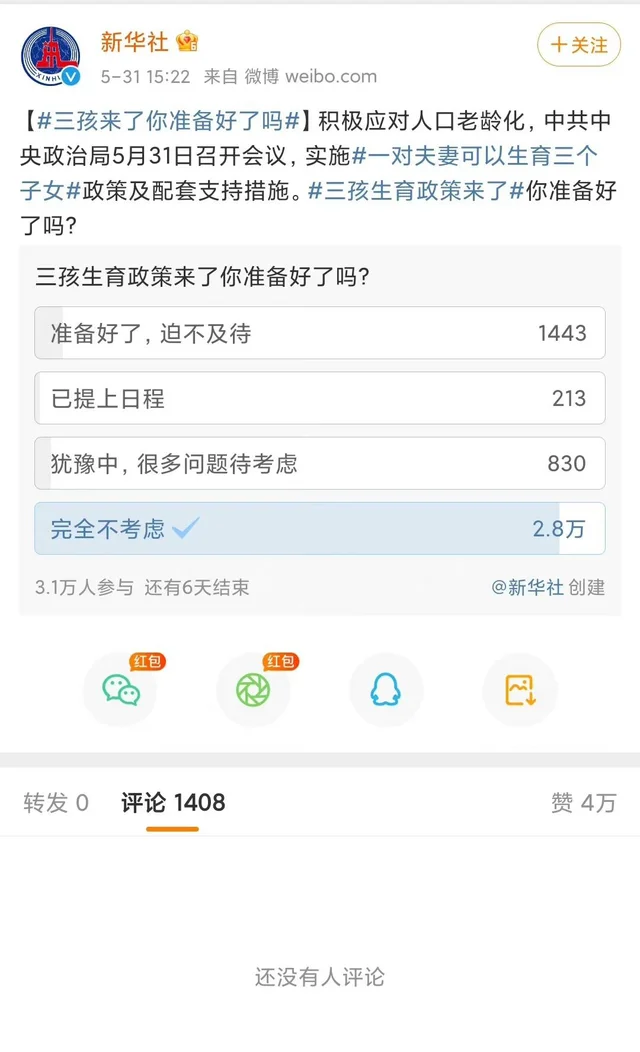 新华社
5-31 15:22 来自 微博 weibo.com
＋关注
【#三孩来了你准备好了吗#】积极应对人口老龄化，中共中
央政治局5月31日召开会议，实施#一对夫妻可以生育三个
子女#政策及配套支持措施。#三孩生育政策来了#你准备好
了吗?
三孩生育政策来了你准备好了吗?
准备好了，迫不及待 1443
已提上日程 213
犹豫中，很多问题待考虑 830
完全不考虑 2.8万
3.1万人参与 还有6天结束 @新华社 创建
红包 红包
转发 0 评论 1408 赞 4万
还没有人评论